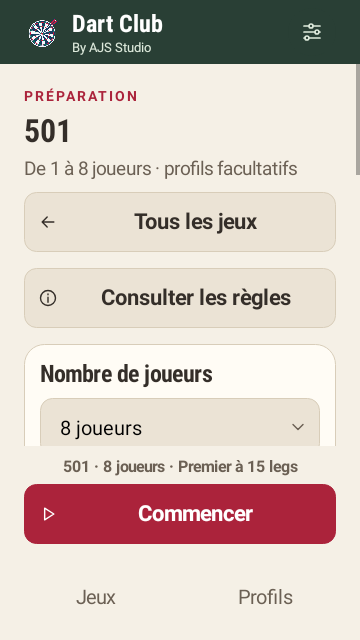 Dart Club
By AJS Studio
PRÉPARATION
501
De 1 à 8 joueurs · profils facultatifs
Tous les jeux
Consulter les règles
Nombre de joueurs
8 joueurs
501 · 8 joueurs · Premier à 15 legs
Commencer
Jeux
Profils